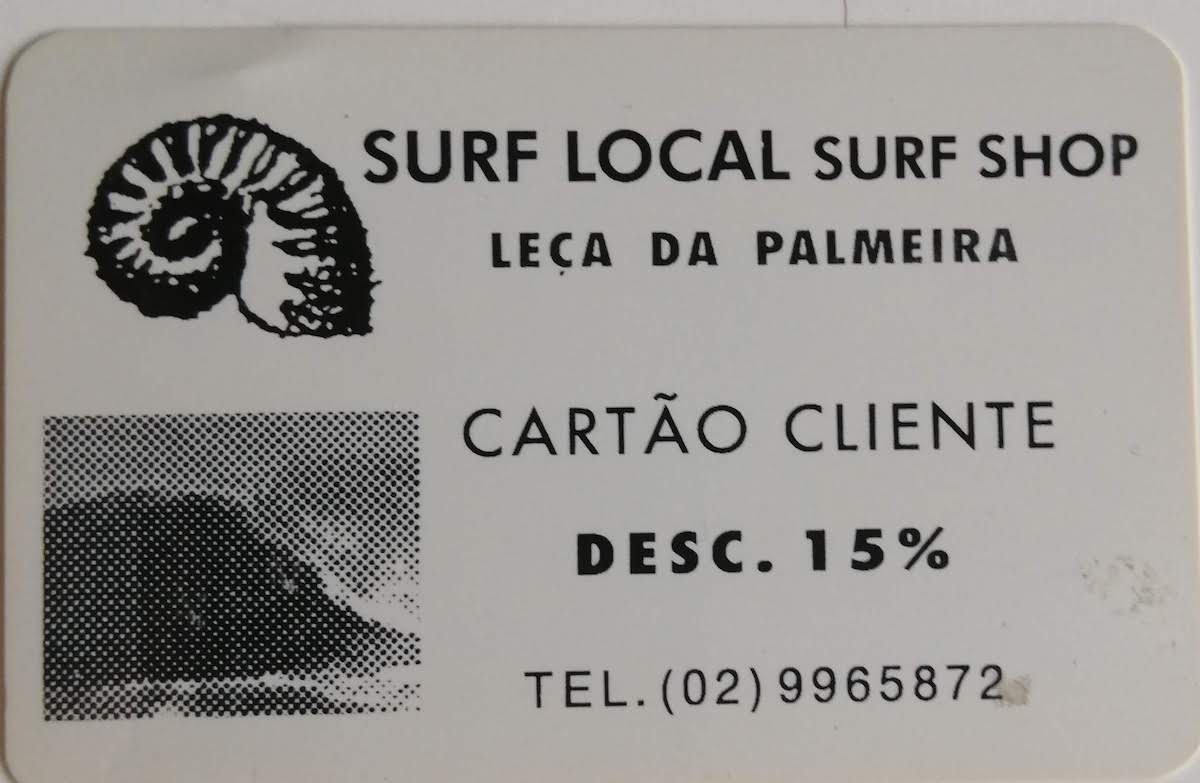 SURF LOCAL SURF SHOP
LEÇA DA PALMEIRA
CARTÃO CLIENTE
DESC. 15%
TEL. (02) 9965872